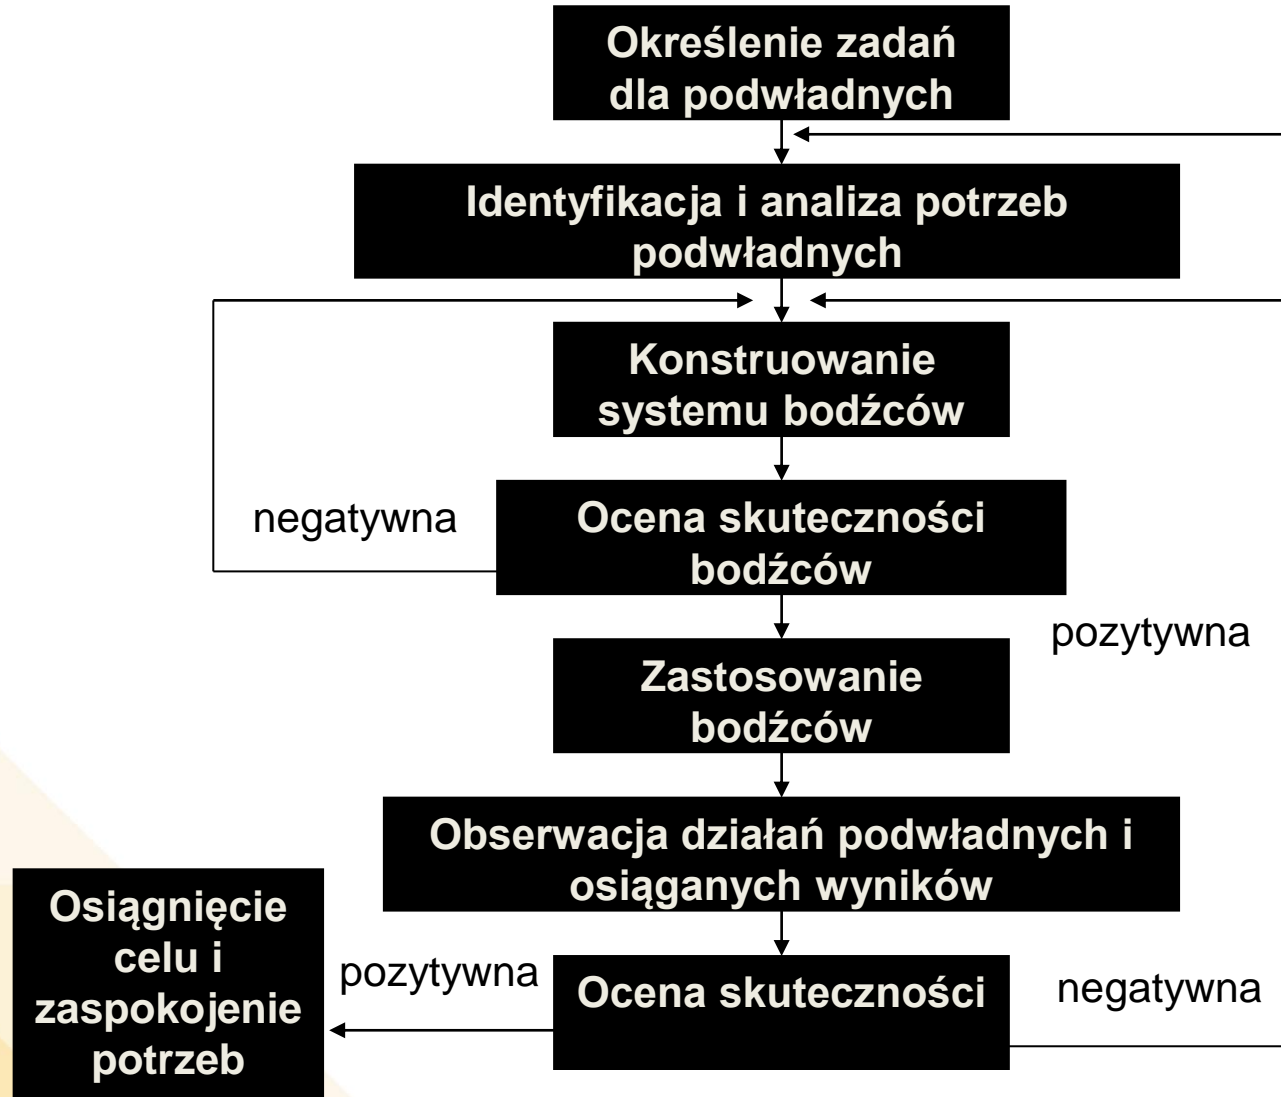 Określenie zadań
dla podwładnych
Identyfikacja i analiza potrzeb
podwładnych
Konstruowanie
systemu bodźców
negatywna
Ocena skuteczności
bodźców
pozytywna
Zastosowanie
bodźców
Obserwacja działań podwładnych i
osiąganych wyników
Osiągnięcie
celu i
zaspokojenie
potrzeb
pozytywna
Ocena skuteczności
negatywna